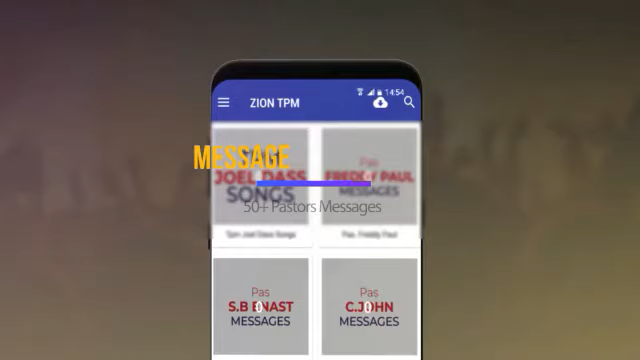 14:54
ZION TPM
MESSAGE
JOEL DASS
SONGS
Pas
FREDDY PAUL
MESSAGES
50+ Pastors Messages
Tpm Joel Dass Songs
Pas. Freddy Paul
Pas
S.B ENAST
MESSAGES
Pas
C.JOHN
MESSAGES